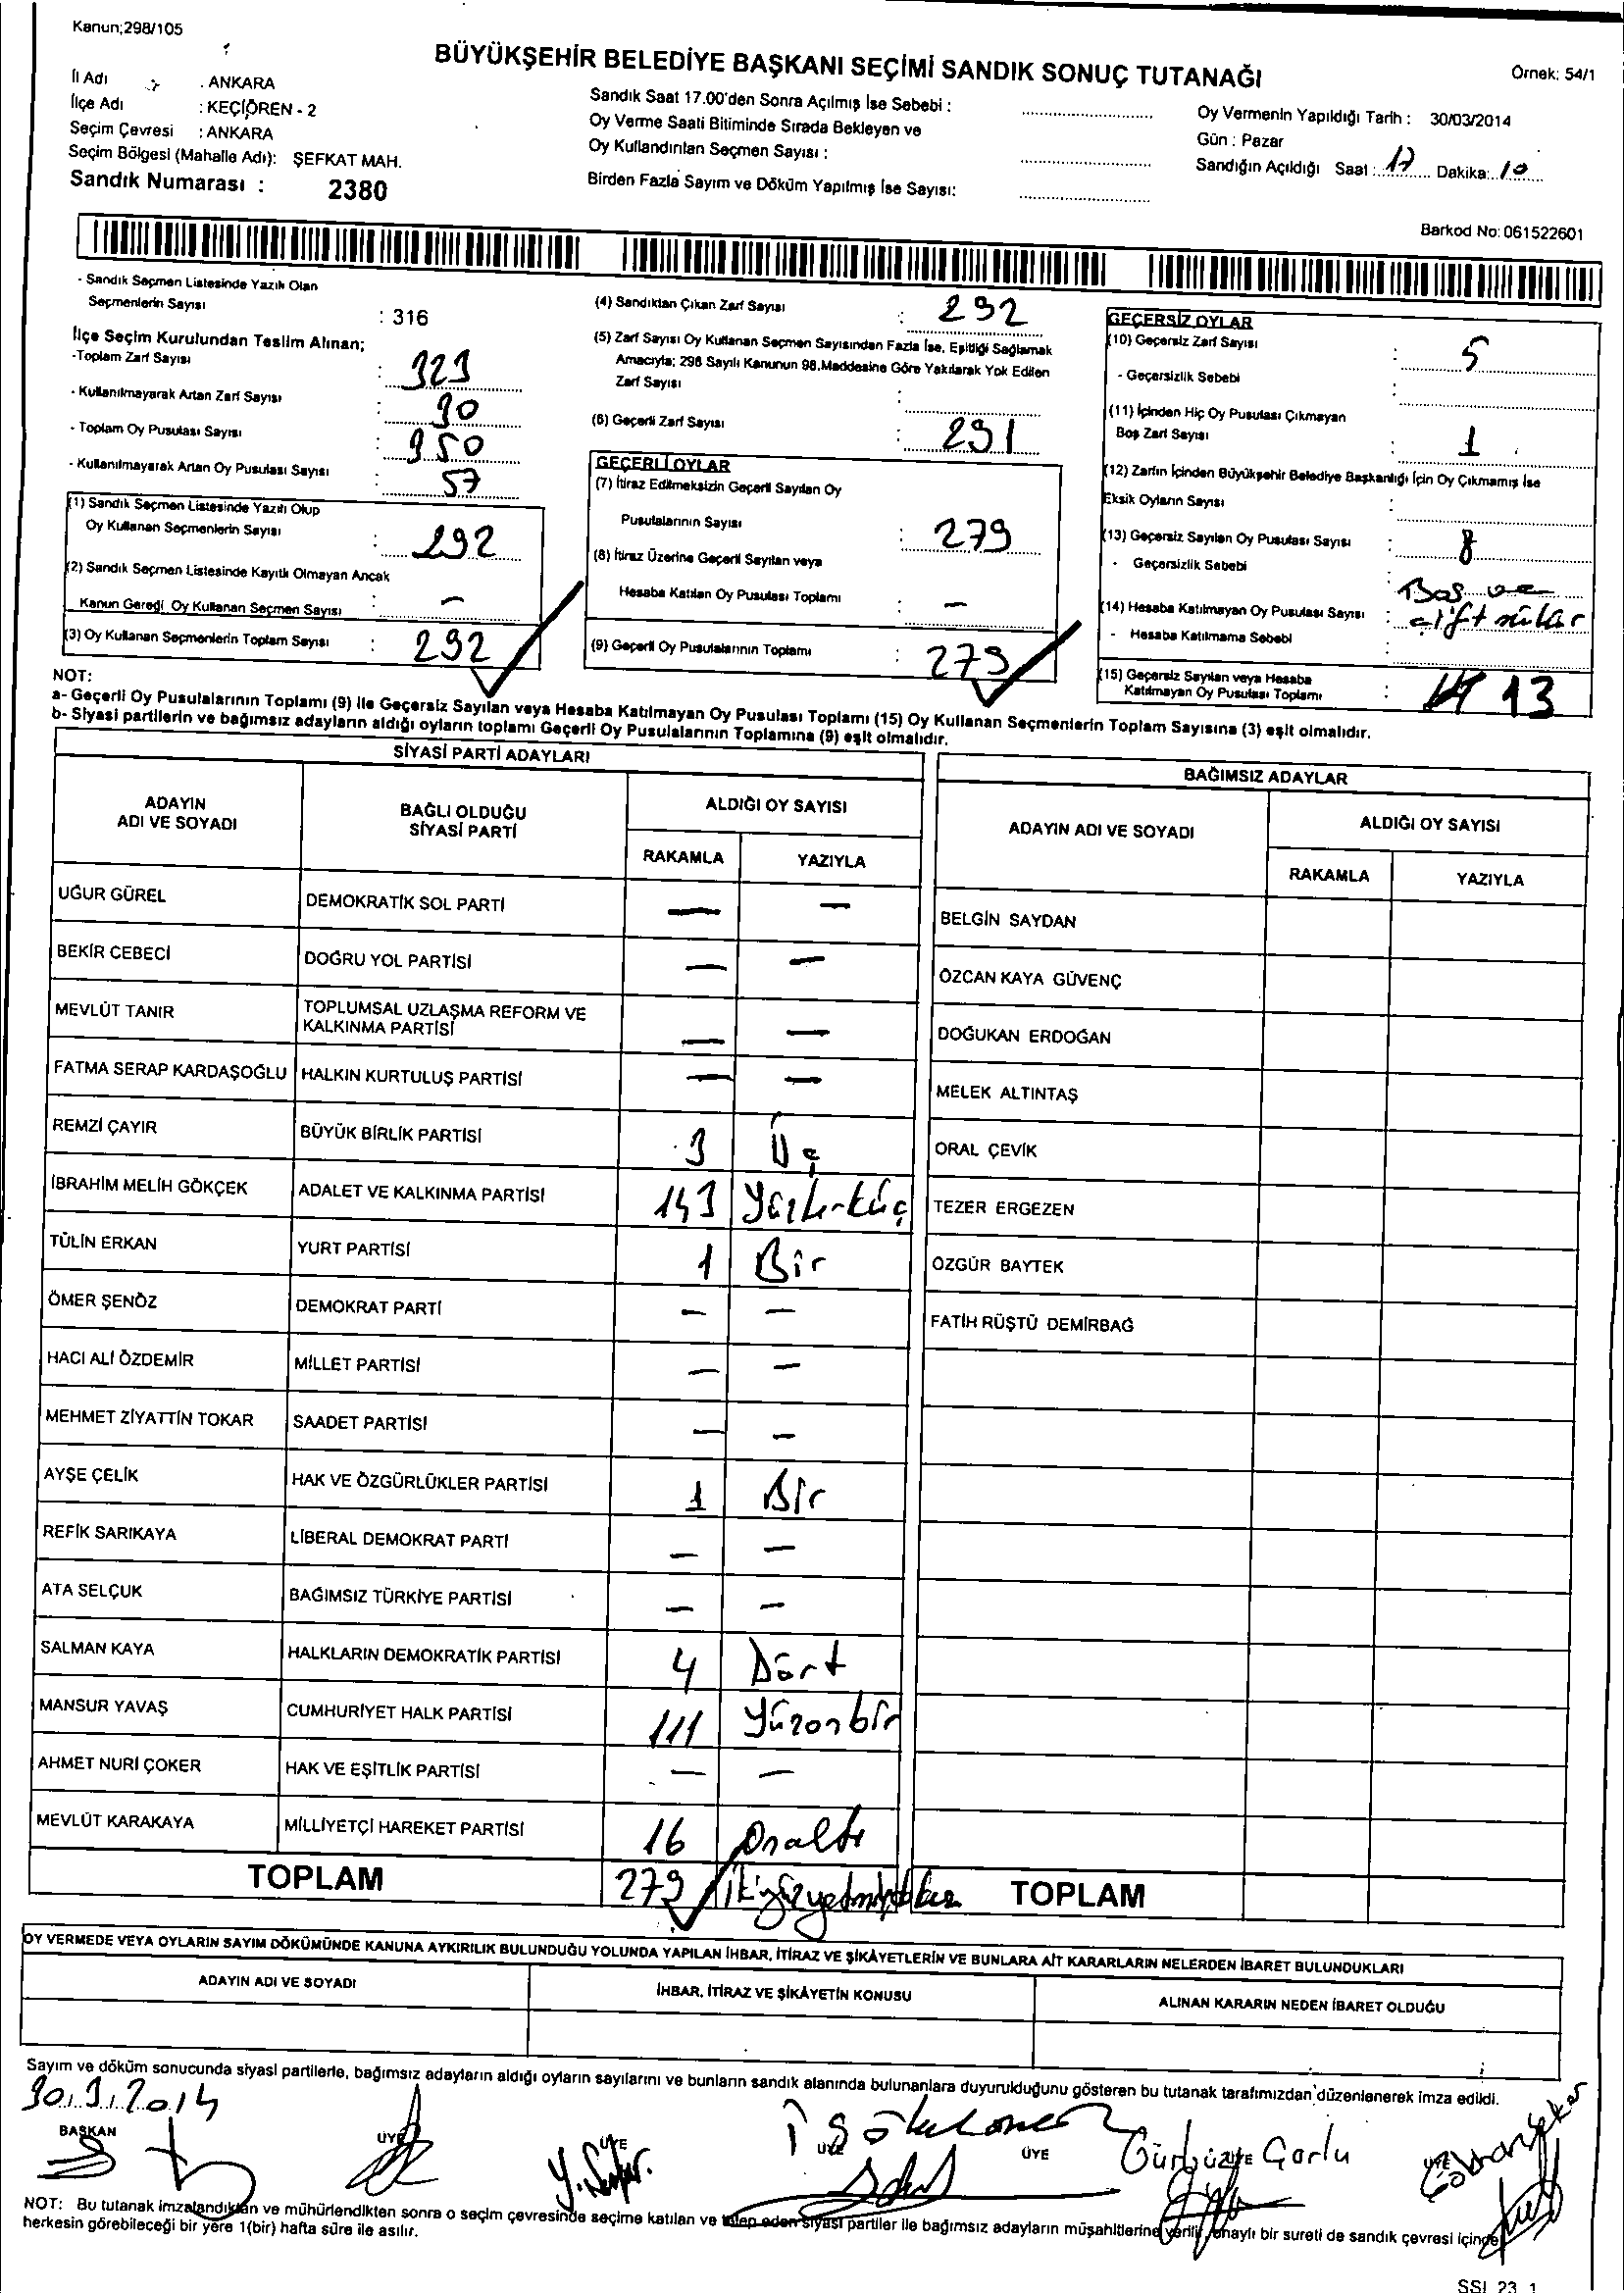 Kanun;298/105
BÜYÜKŞEHİR BELEDİYE BAŞKANI SEÇİMİ SANDIK SONUÇ TUTANAĞI
Örnek: 54/1
İl Adı : ANKARA
İlçe Adı : KEÇİÖREN - 2
Seçim Çevresi : ANKARA
Seçim Bölgesi (Mahalle Adı): ŞEFKAT MAH.
Sandık Numarası : 2380
Sandık Saat 17.00'den Sonra Açılmış İse Sebebi :
Oy Verme Saati Bitiminde Sırada Bekleyen ve
Oy Kullandırılan Seçmen Sayısı :
Birden Fazla Sayım ve Döküm Yapılmış İse Sayısı:
Oy Vermenin Yapıldığı Tarih : 30/03/2014
Gün : Pazar
Sandığın Açıldığı Saat : 17 Dakika: 10
Barkod No: 061522601
- Sandık Seçmen Listesinde Yazılı Olan
Seçmenlerin Sayısı : 316
İlçe Seçim Kurulundan Teslim Alınan;
-Toplam Zarf Sayısı : 323
- Kullanılmayarak Artan Zarf Sayısı : 30
- Toplam Oy Pusulası Sayısı : 350
- Kullanılmayarak Artan Oy Pusulası Sayısı : 57
(1) Sandık Seçmen Listesinde Yazılı Olup
Oy Kullanan Seçmenlerin Sayısı : 292
(2) Sandık Seçmen Listesinde Kayıtlı Olmayan Ancak
Kanun Gereği Oy Kullanan Seçmen Sayısı : -
(3) Oy Kullanan Seçmenlerin Toplam Sayısı : 292
(4) Sandıktan Çıkan Zarf Sayısı : 292
(5) Zarf Sayısı Oy Kullanan Seçmen Sayısından Fazla İse, Eşitliği Sağlamak
Amacıyla; 298 Sayılı Kanunun 98.Maddesine Göre Yakılarak Yok Edilen
Zarf Sayısı :
(6) Geçerli Zarf Sayısı : 291
GEÇERLİ OYLAR
(7) İtiraz Edilmeksizin Geçerli Sayılan Oy
Pusulalarının Sayısı : 279
(8) İtiraz Üzerine Geçerli Sayılan veya
Hesaba Katılan Oy Pusulası Toplamı : -
(9) Geçerli Oy Pusulalarının Toplamı : 279
GEÇERSİZ OYLAR
(10) Geçersiz Zarf Sayısı : 5
- Geçersizlik Sebebi :
(11) İçinden Hiç Oy Pusulası Çıkmayan
Boş Zarf Sayısı : 1
(12) Zarfın İçinden Büyükşehir Belediye Başkanlığı İçin Oy Çıkmamış İse
Eksik Oyların Sayısı :
(13) Geçersiz Sayılan Oy Pusulası Sayısı : 8
- Geçersizlik Sebebi : Boş ve
(14) Hesaba Katılmayan Oy Pusulası Sayısı : çift
- Hesaba Katılmama Sebebi :
(15) Geçersiz Sayılan veya Hesaba
Katılmayan Oy Pusulası Toplamı : 13
NOT:
a- Geçerli Oy Pusulalarının Toplamı (9) ile Geçersiz Sayılan veya Hesaba Katılmayan Oy Pusulası Toplamı (15) Oy Kullanan Seçmenlerin Toplam Sayısına (3) eşit olmalıdır.
b- Siyasi partilerin ve bağımsız adayların aldığı oyların toplamı Geçerli Oy Pusulalarının Toplamına (9) eşit olmalıdır.
SİYASİ PARTİ ADAYLARI
ADAYIN ADI VE SOYADI BAĞLI OLDUĞU SİYASİ PARTİ ALDIĞI OY SAYISI
RAKAMLA YAZIYLA
UĞUR GÜREL DEMOKRATİK SOL PARTİ - -
BEKİR CEBECİ DOĞRU YOL PARTİSİ - -
MEVLÜT TANIR TOPLUMSAL UZLAŞMA REFORM VE KALKINMA PARTİSİ - -
FATMA SERAP KARDAŞOĞLU HALKIN KURTULUŞ PARTİSİ - -
REMZİ ÇAYIR BÜYÜK BİRLİK PARTİSİ 3 Üç
İBRAHİM MELİH GÖKÇEK ADALET VE KALKINMA PARTİSİ 143 Yüzkırküç
TÜLİN ERKAN YURT PARTİSİ 1 Bir
ÖMER ŞENÖZ DEMOKRAT PARTİ - -
HACI ALİ ÖZDEMİR MİLLET PARTİSİ - -
MEHMET ZİYATTİN TOKAR SAADET PARTİSİ - -
AYŞE ÇELİK HAK VE ÖZGÜRLÜKLER PARTİSİ 1 Bir
REFİK SARIKAYA LİBERAL DEMOKRAT PARTİ - -
ATA SELÇUK BAĞIMSIZ TÜRKİYE PARTİSİ - -
SALMAN KAYA HALKLARIN DEMOKRATİK PARTİSİ 4 Dört
MANSUR YAVAŞ CUMHURİYET HALK PARTİSİ 111 Yüzonbir
AHMET NURİ ÇOKER HAK VE EŞİTLİK PARTİSİ - -
MEVLÜT KARAKAYA MİLLİYETÇİ HAREKET PARTİSİ 16 Onaltı
TOPLAM 279 ikiyüzyetmişdokuz
BAĞIMSIZ ADAYLAR
ADAYIN ADI VE SOYADI ALDIĞI OY SAYISI
RAKAMLA YAZIYLA
BELGİN SAYDAN
ÖZCAN KAYA GÜVENÇ
DOĞUKAN ERDOĞAN
MELEK ALTINTAŞ
ORAL ÇEVİK
TEZER ERGEZEN
ÖZGÜR BAYTEK
FATİH RÜŞTÜ DEMİRBAĞ
TOPLAM
OY VERMEDE VEYA OYLARIN SAYIM DÖKÜMÜNDE KANUNA AYKIRILIK BULUNDUĞU YOLUNDA YAPILAN İHBAR, İTİRAZ VE ŞİKÂYETLERİN VE BUNLARA AİT KARARLARIN NELERDEN İBARET BULUNDUKLARI
ADAYIN ADI VE SOYADI İHBAR, İTİRAZ VE ŞİKÂYETİN KONUSU ALINAN KARARIN NEDEN İBARET OLDUĞU
Sayım ve döküm sonucunda siyasi partilerle, bağımsız adayların aldığı oyların sayılarını ve bunların sandık alanında bulunanlara duyurulduğunu gösteren bu tutanak tarafımızdan düzenlenerek imza edildi.
30.3.2014
BAŞKAN ÜYE ÜYE ÜYE ÜYE ÜYE ÜYE
NOT: Bu tutanak imzalandıktan ve mühürlendikten sonra o seçim çevresinde seçime katılan ve talep eden siyasi partiler ile bağımsız adayların müşahitlerine verilir, onaylı bir sureti de sandık çevresi içinde
herkesin görebileceği bir yere 1(bir) hafta süre ile asılır.
SSI 23 1